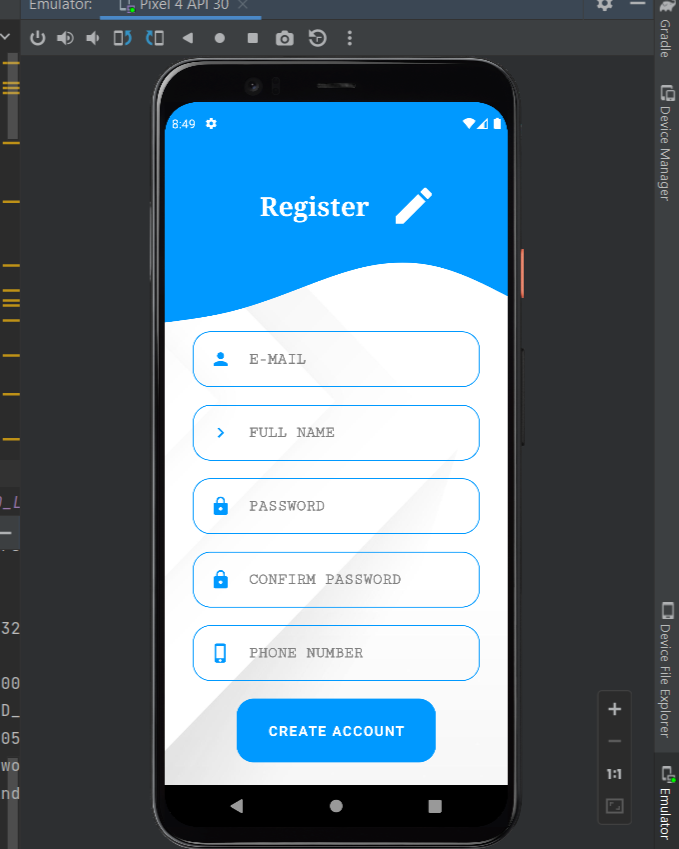 Emulator:
Pixel 4 API 30
Gradle
Device Manager
8:49
Register
E-MAIL
FULL NAME
PASSWORD
CONFIRM PASSWORD
PHONE NUMBER
CREATE ACCOUNT
32
00
D_
05
wo
nd
1:1
Device File Explorer
Emulator